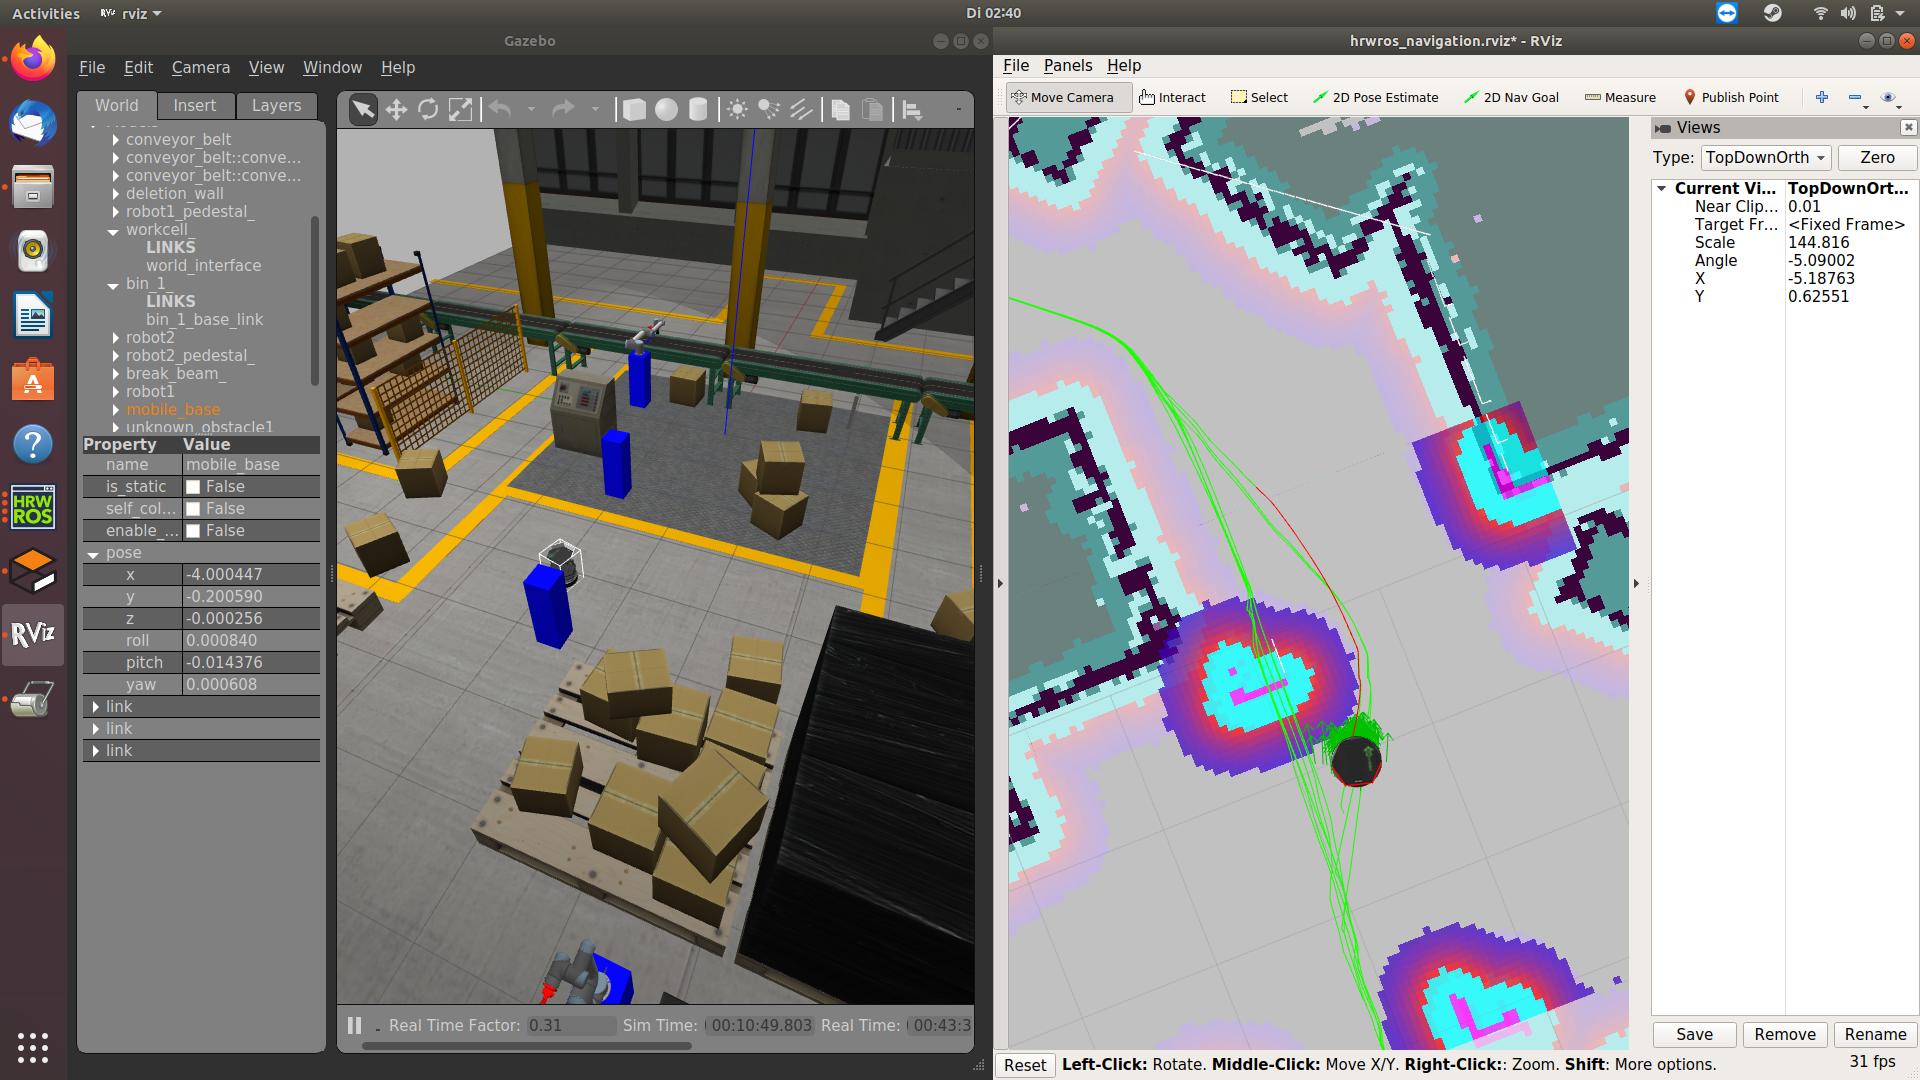 Activities
RViz
rviz
Di 02:40
Gazebo
hrwros_navigation.rviz* - RViz
File Edit Camera View Window Help
World Insert Layers
conveyor_belt
conveyor_belt::conve...
conveyor_belt::conve...
deletion_wall
robot1_pedestal_
workcell_
LINKS
world_interface
bin_1_
LINKS
bin_1_base_link
robot2
robot2_pedestal_
break_beam_
robot1
mobile_base
unknown_obstacle1
Property Value
name mobile_base
is_static False
self_col... False
enable_... False
pose
x -4.000447
y -0.200590
z -0.000256
roll 0.000840
pitch -0.014376
yaw 0.000608
link
link
link
HRW
ROS
RViz
Real Time Factor: 0.31 Sim Time: 00:10:49.803 Real Time: 00:43:3
File Panels Help
Move Camera Interact Select 2D Pose Estimate 2D Nav Goal Measure Publish Point
Views
Type: TopDownOrth Zero
Current Vi... TopDownOrt...
Near Clip... 0.01
Target Fr... <Fixed Frame>
Scale 144.816
Angle -5.09002
X -5.18763
Y 0.62551
Save Remove Rename
Reset Left-Click: Rotate. Middle-Click: Move X/Y. Right-Click:: Zoom. Shift: More options. 31 fps